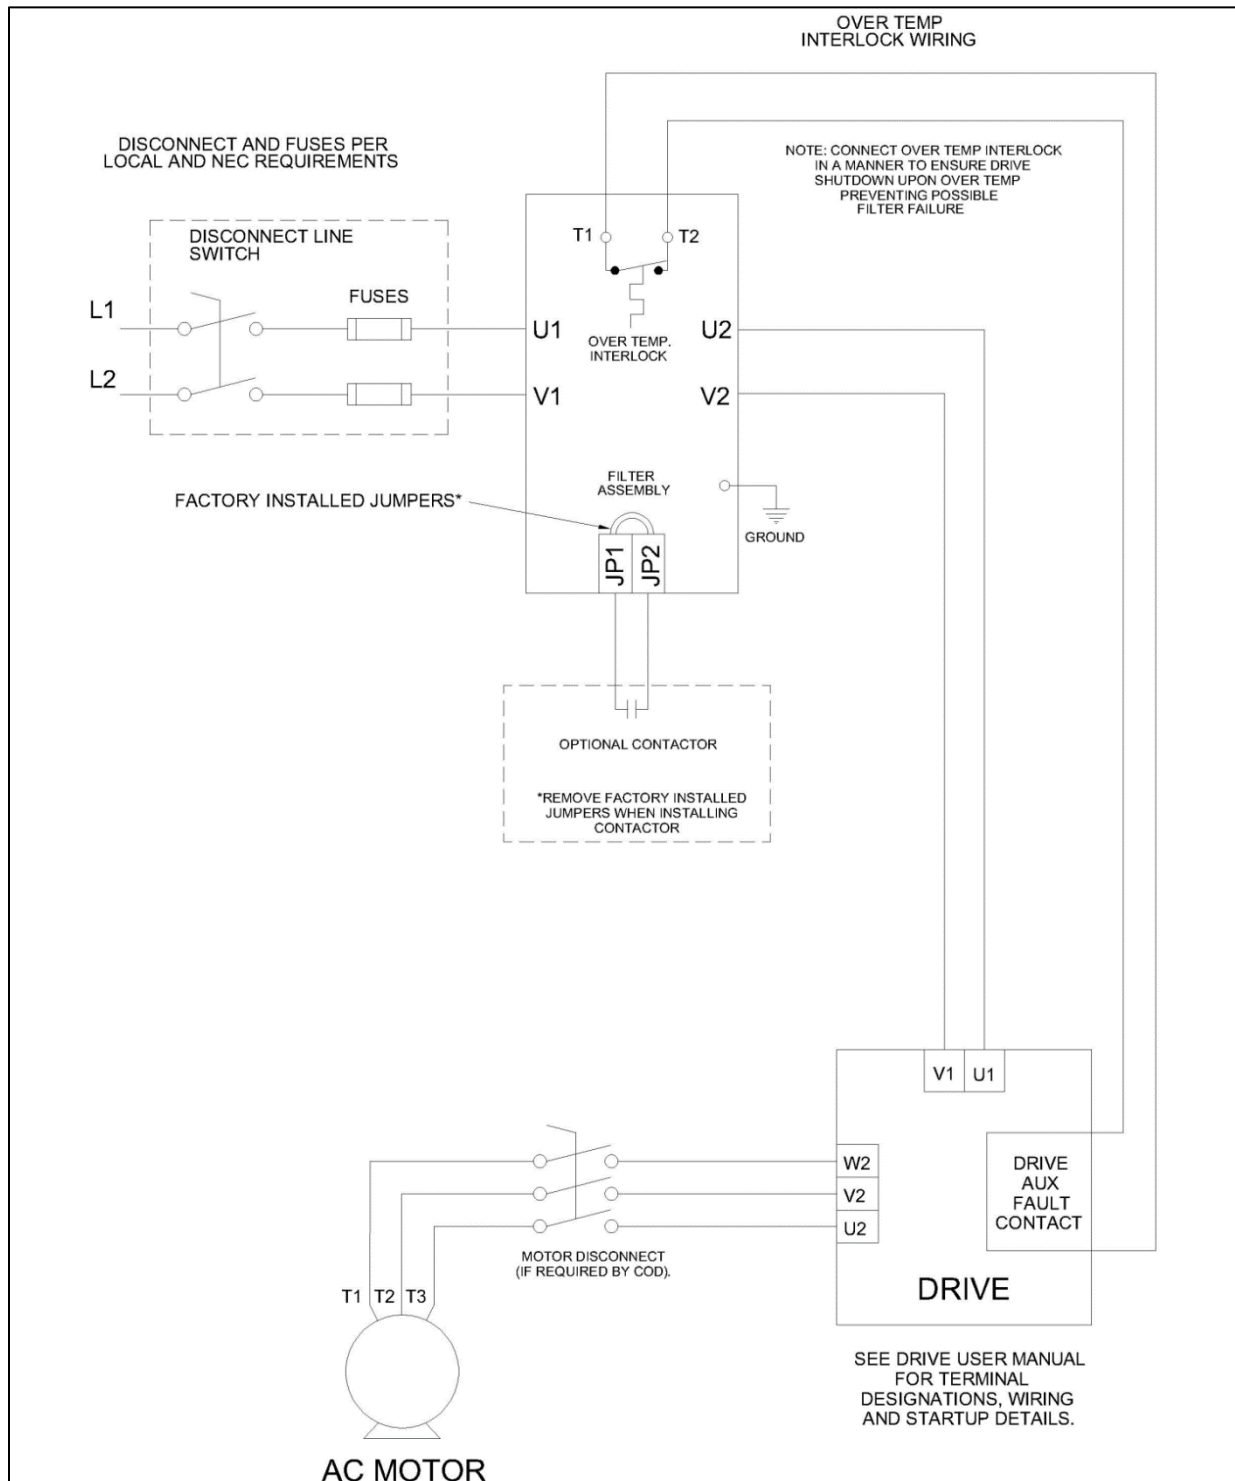 OVER TEMP
INTERLOCK WIRING
DISCONNECT AND FUSES PER
LOCAL AND NEC REQUIREMENTS
NOTE: CONNECT OVER TEMP INTERLOCK
IN A MANNER TO ENSURE DRIVE
SHUTDOWN UPON OVER TEMP
PREVENTING POSSIBLE
FILTER FAILURE
DISCONNECT LINE
SWITCH
T1
T2
FUSES
L1
U1
OVER TEMP.
INTERLOCK
U2
L2
V1
V2
FILTER
ASSEMBLY
FACTORY INSTALLED JUMPERS*
GROUND
JP1
JP2
OPTIONAL CONTACTOR
*REMOVE FACTORY INSTALLED
JUMPERS WHEN INSTALLING
CONTACTOR
V1
U1
W2
V2
U2
DRIVE
AUX
FAULT
CONTACT
MOTOR DISCONNECT
(IF REQUIRED BY COD).
DRIVE
T1
T2
T3
SEE DRIVE USER MANUAL
FOR TERMINAL
DESIGNATIONS, WIRING
AND STARTUP DETAILS.
AC MOTOR